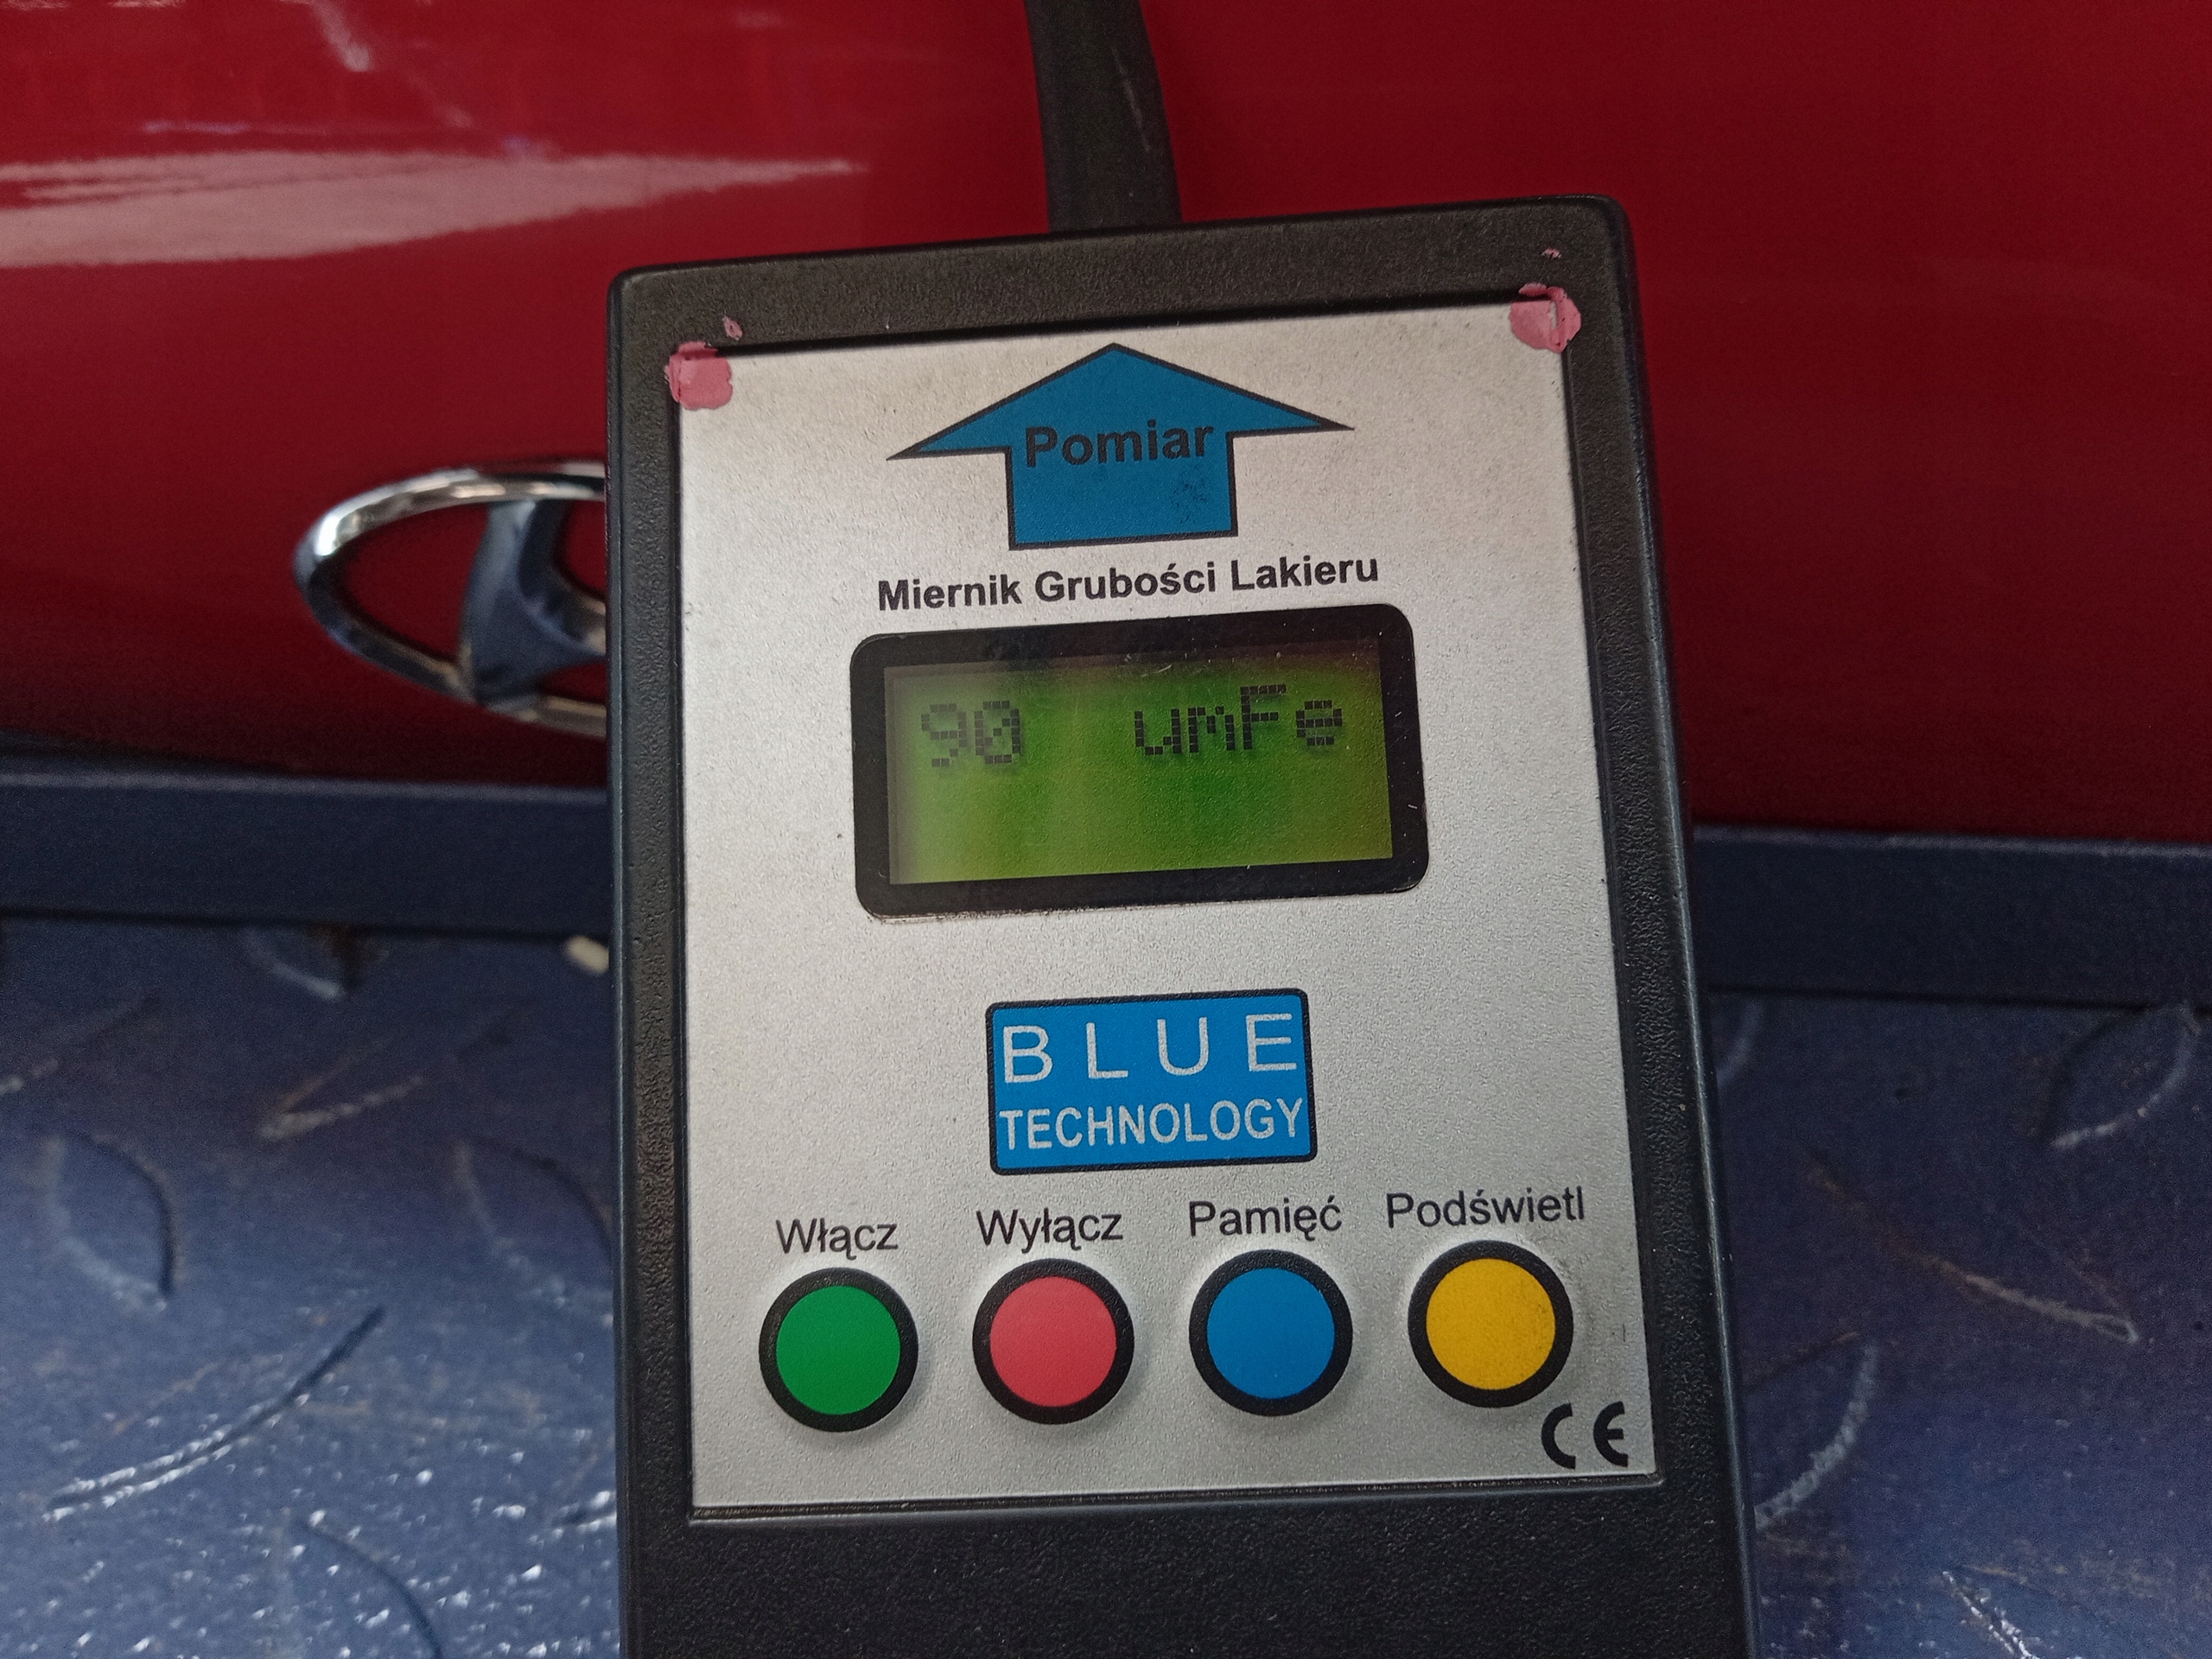 Pomiar
Miernik Grubości Lakieru
90 umFe
BLUE
TECHNOLOGY
Włącz Wyłącz Pamięć Podświetl
CE